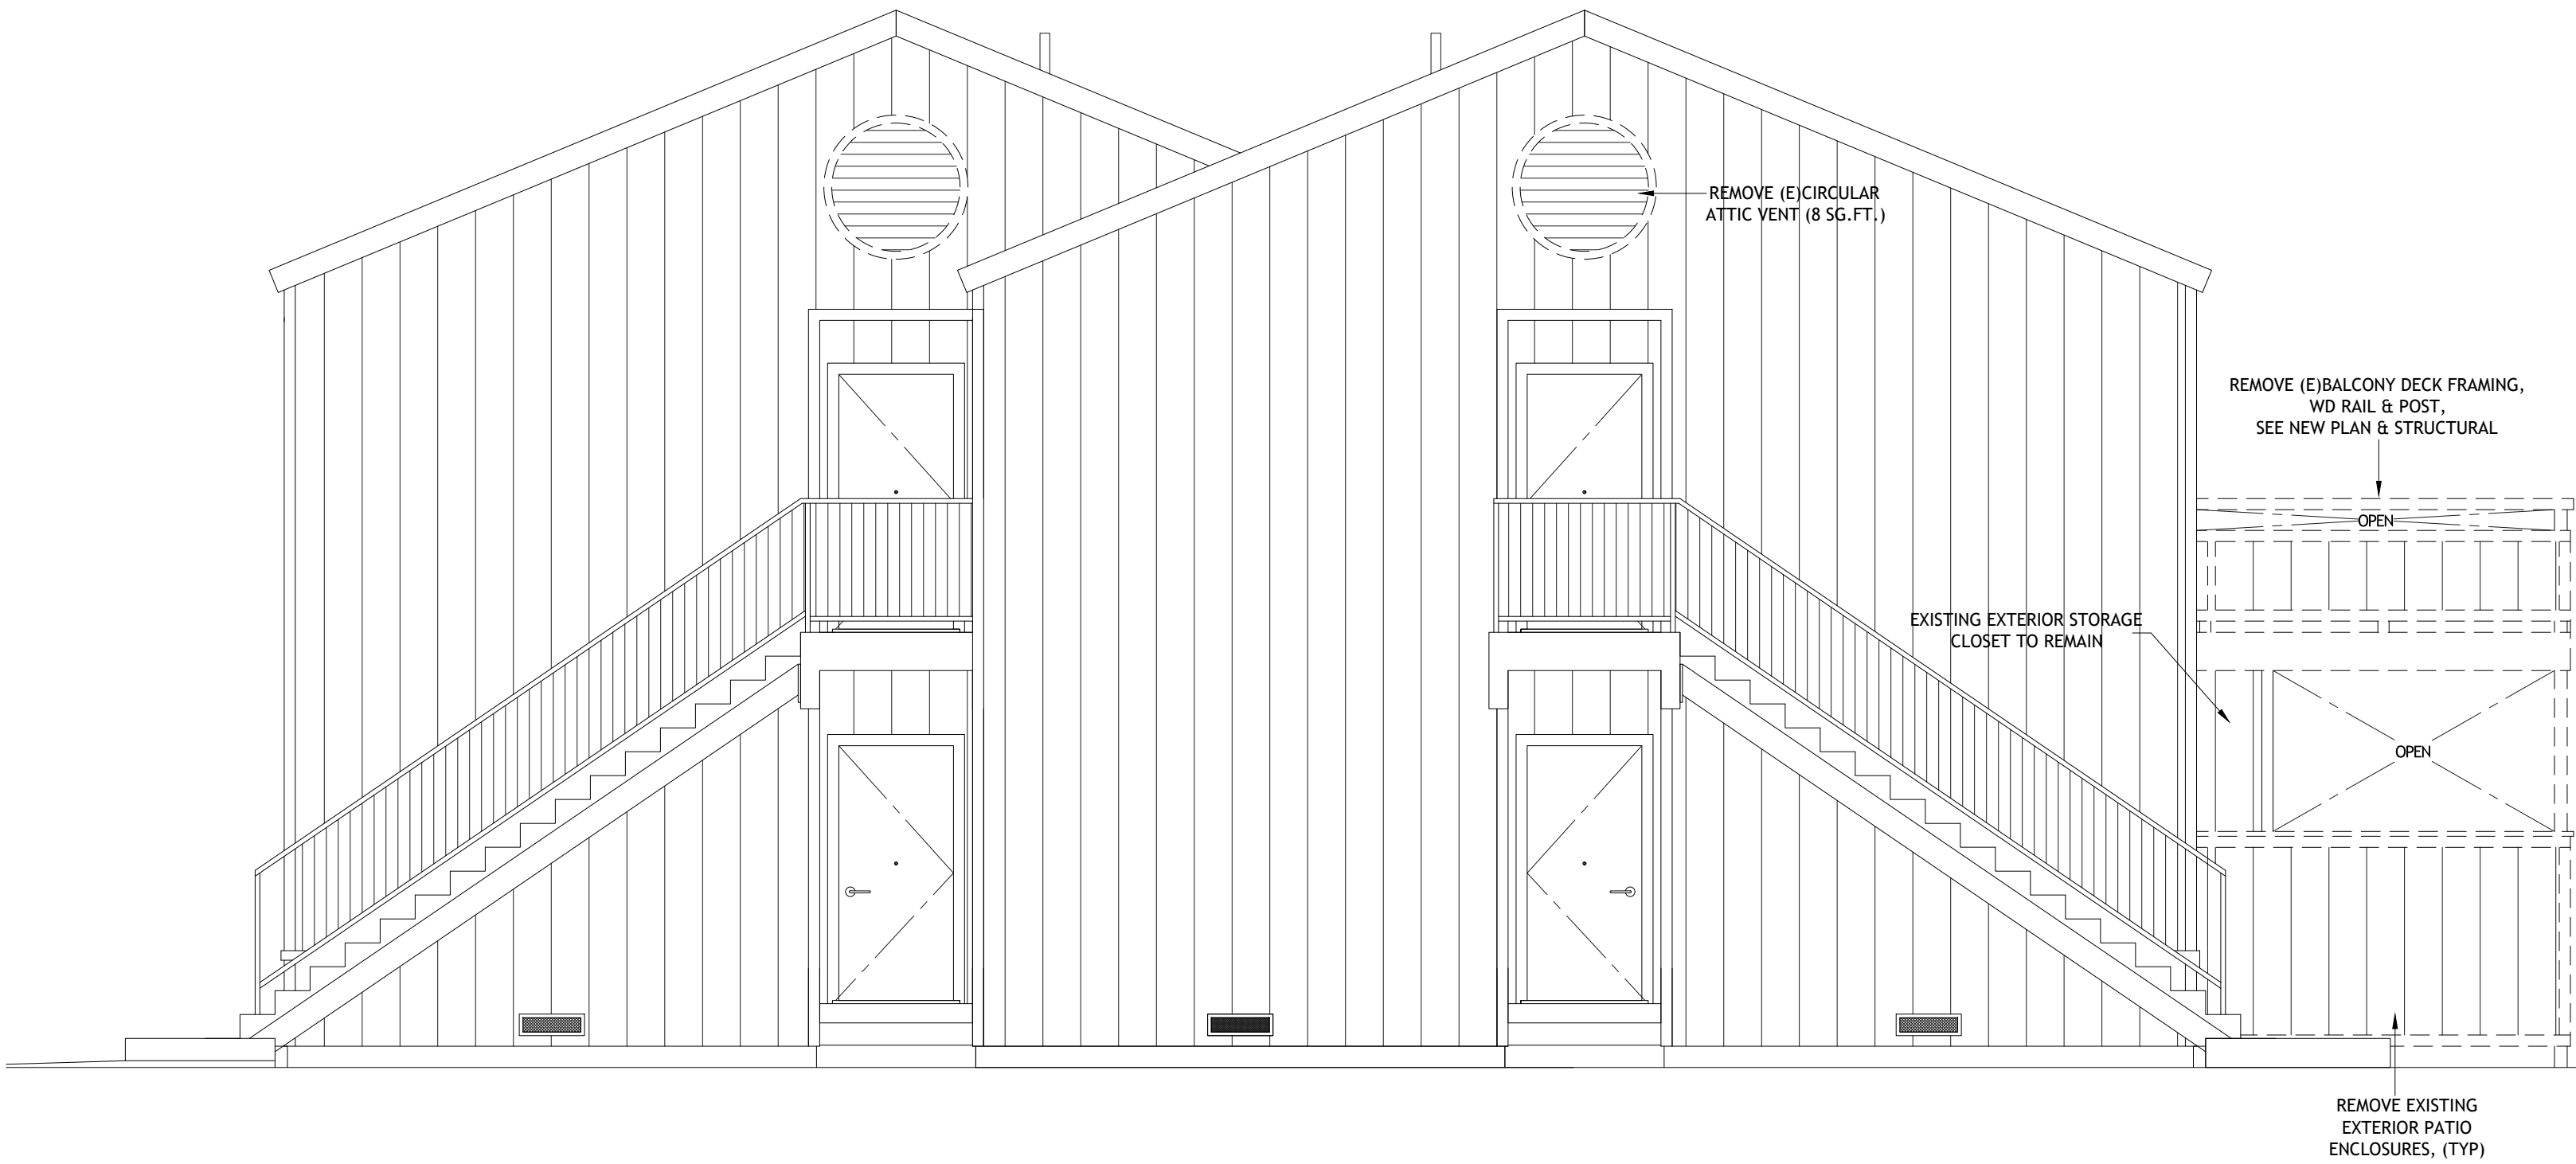 REMOVE (E)CIRCULAR
ATTIC VENT (8 SG.FT.)
REMOVE (E)BALCONY DECK FRAMING,
WD RAIL & POST,
SEE NEW PLAN & STRUCTURAL
OPEN
EXISTING EXTERIOR STORAGE
CLOSET TO REMAIN
OPEN
REMOVE EXISTING
EXTERIOR PATIO
ENCLOSURES, (TYP)